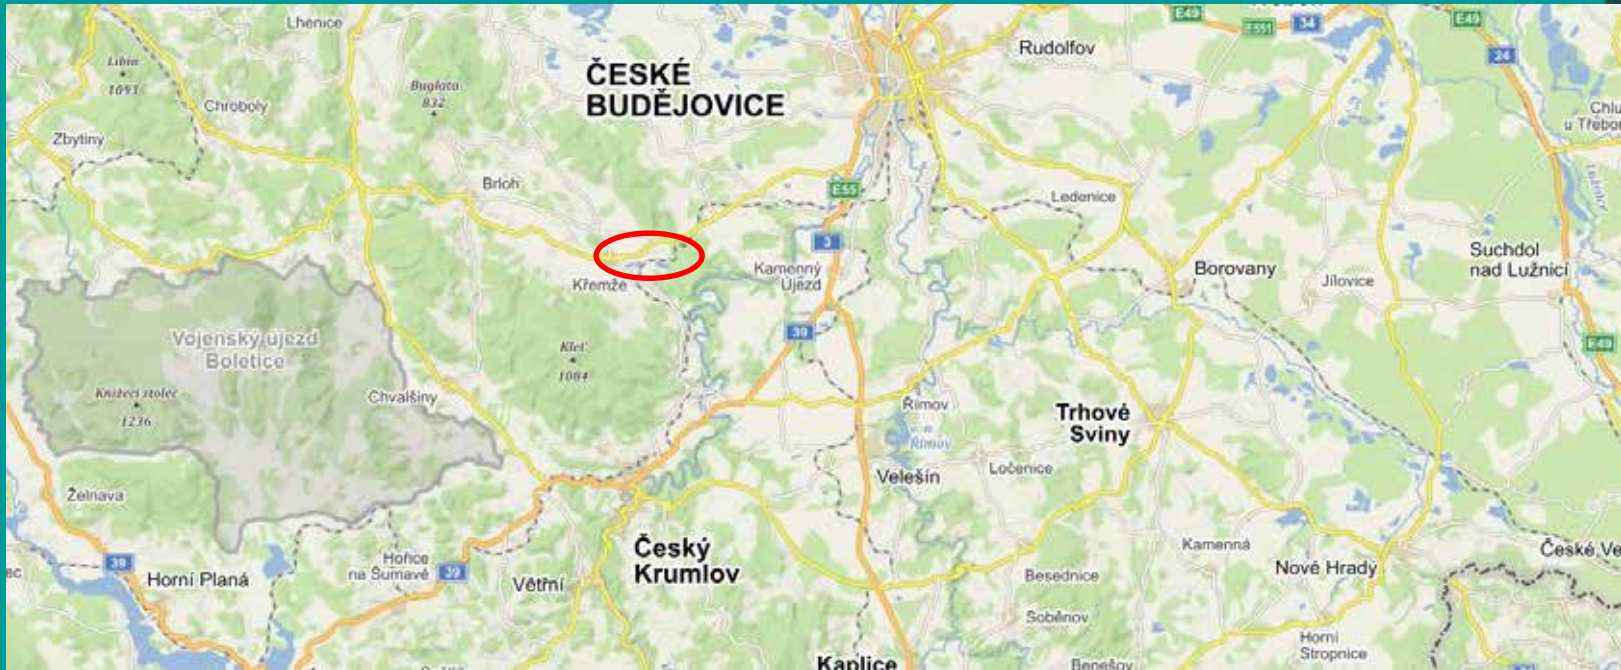 Lhenice
E49
E551
34
E49
Rudolfov
24
Libín
1093
ČESKÉ
BUDĚJOVICE
Buglata
832
Chroboly
Zbytiny
Brloh
E55
Ledenice
3
Křemže
Kamenný
Újezd
Borovany
Jílovice
Suchdol
nad Lužnicí
Lužnice
Vojenský újezd
Boletice
39
E49
Kleť
1084
Knížecí stolec
1236
Chvalšiny
Římov
v. n.
Římov
Trhové
Sviny
Velešín
Ločenice
Želnava
Český
Krumlov
Kamenná
České Ve
39
Horní Planá
Hořice
na Šumavě
39
Větřní
Besednice
Nové Hrady
Soběnov
Horní
Stropnice
Kaplice
Benešov